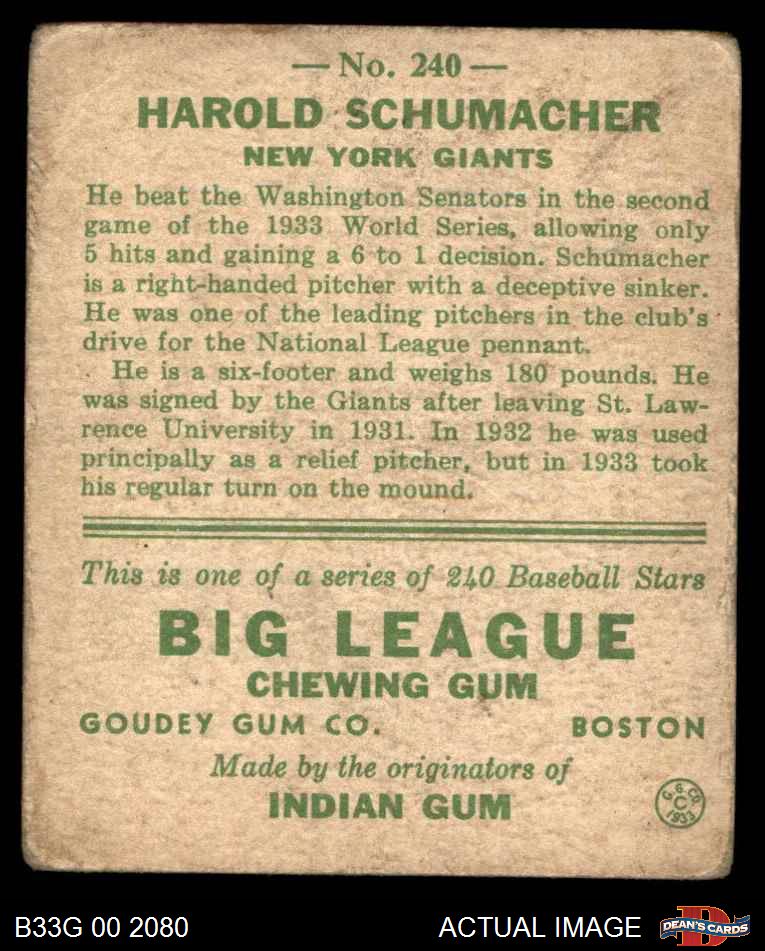 — No. 240 —
HAROLD SCHUMACHER
NEW YORK GIANTS
He beat the Washington Senators in the second
game of the 1933 World Series, allowing only
5 hits and gaining a 6 to 1 decision. Schumacher
is a right-handed pitcher with a deceptive sinker.
He was one of the leading pitchers in the club's
drive for the National League pennant.
He is a six-footer and weighs 180 pounds. He
was signed by the Giants after leaving St. Law-
rence University in 1931. In 1932 he was used
principally as a relief pitcher, but in 1933 took
his regular turn on the mound.
This is one of a series of 240 Baseball Stars
BIG LEAGUE
CHEWING GUM
GOUDEY GUM CO. BOSTON
Made by the originators of
INDIAN GUM
G. G. CO.
C
1933
B33G 00 2080 ACTUAL IMAGE
D
DEAN'S CARDS